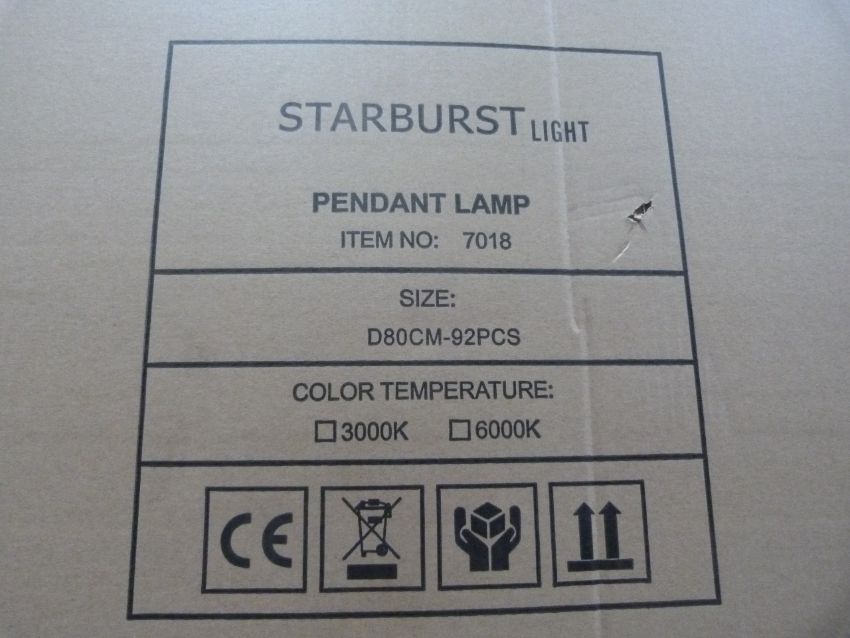 STARBURST LIGHT
PENDANT LAMP
ITEM NO: 7018
SIZE:
D80CM-92PCS
COLOR TEMPERATURE:
☐3000K ☐6000K
CE